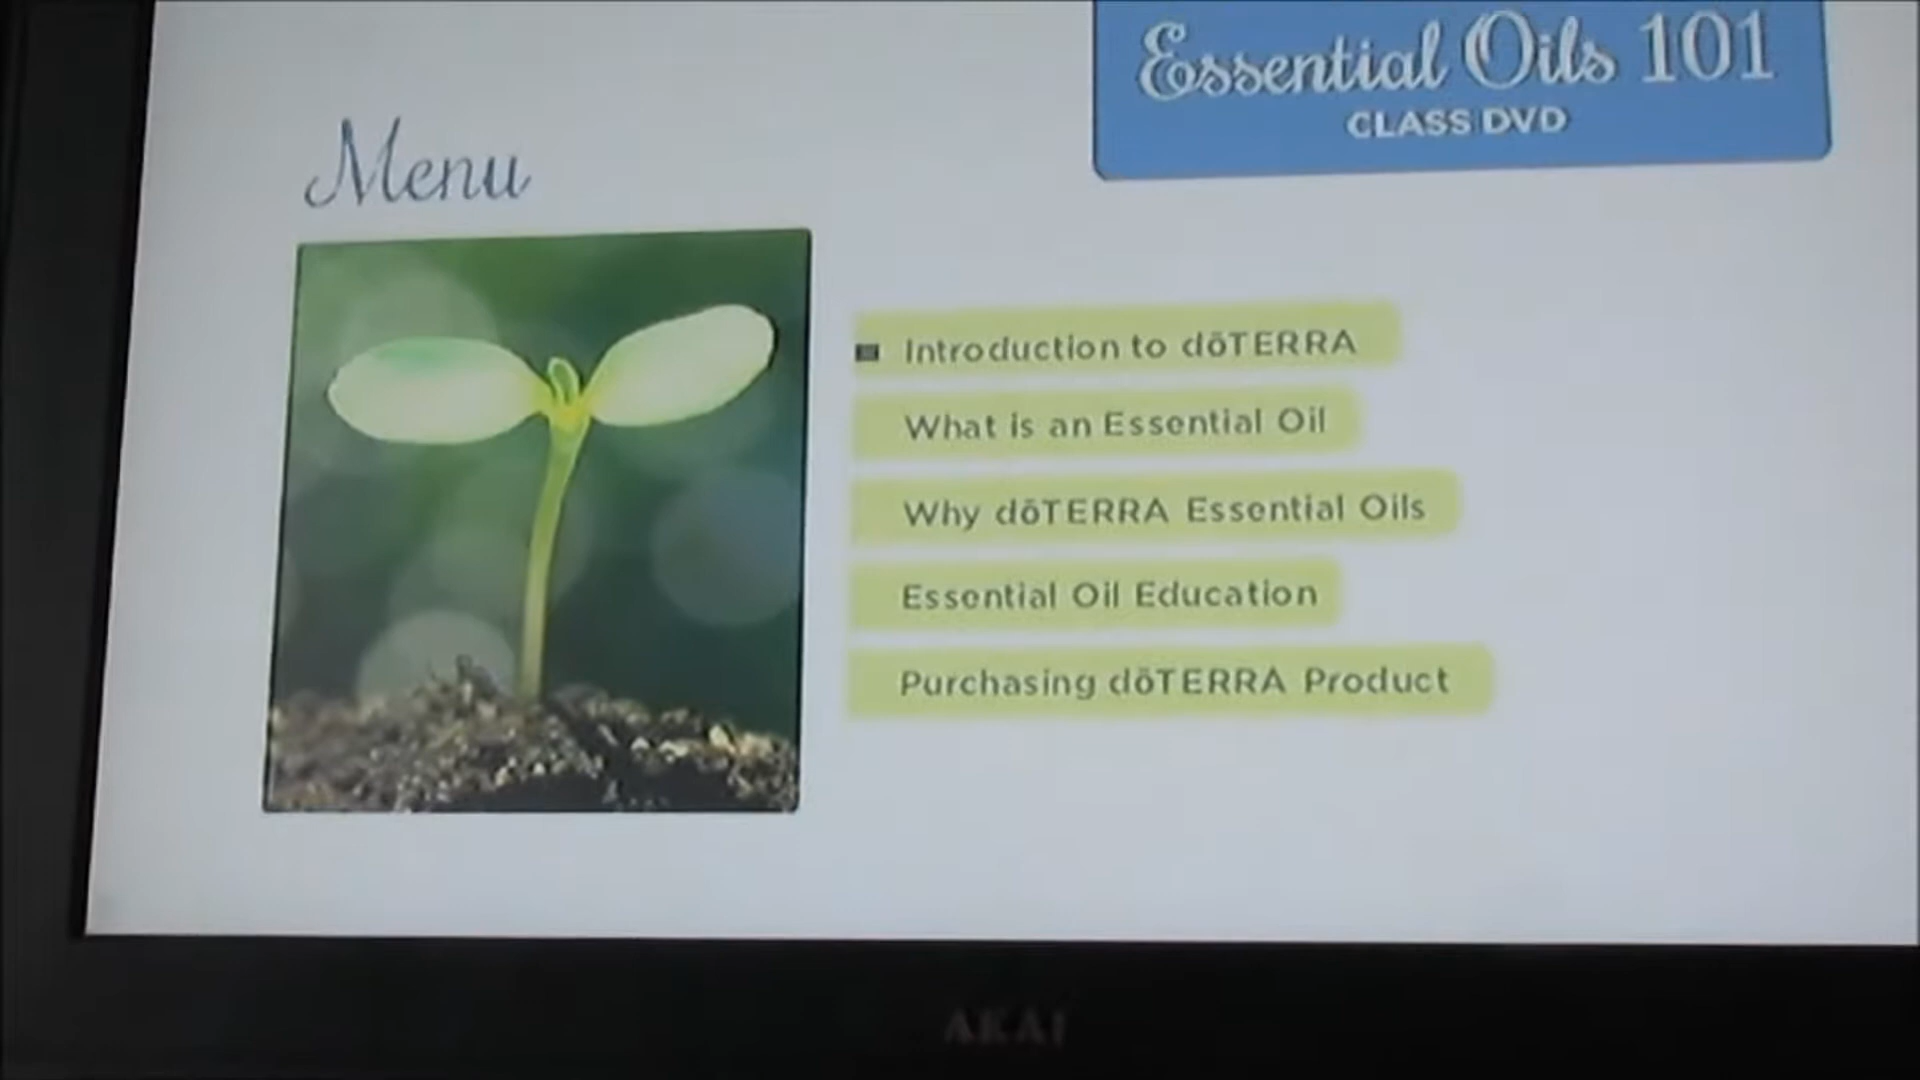 Essential Oils 101
CLASS DVD
Menu
Introduction to dōTERRA
What is an Essential Oil
Why dōTERRA Essential Oils
Essential Oil Education
Purchasing dōTERRA Product
AKAI